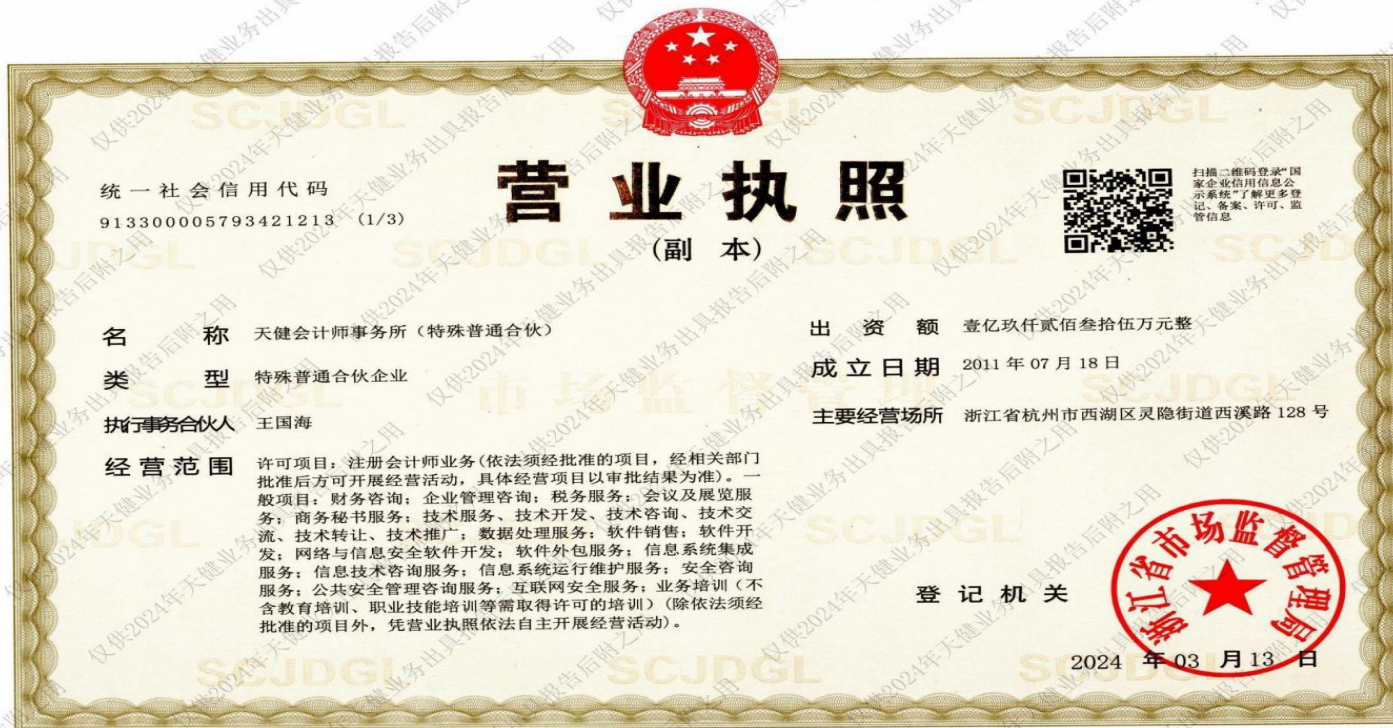 营业执照
(副 本)
统一社会信用代码
913300005793421213 (1/3)
扫描二维码登录“国
家企业信用信息公
示系统”了解更多登
记、备案、许可、监
管信息
名 称 天健会计师事务所（特殊普通合伙）
类 型 特殊普通合伙企业
执行事务合伙人 王国海
经营范围 许可项目：注册会计师业务(依法须经批准的项目，经相关部门
批准后方可开展经营活动，具体经营项目以审批结果为准)。一
般项目：财务咨询；企业管理咨询；税务服务；会议及展览服
务；商务秘书服务；技术服务、技术开发、技术咨询、技术交
流、技术转让、技术推广；数据处理服务；软件销售；软件开
发；网络与信息安全软件开发；软件外包服务；信息系统集成
服务；信息技术咨询服务；信息系统运行维护服务；安全咨询
服务；公共安全管理咨询服务；互联网安全服务；业务培训（不
含教育培训、职业技能培训等需取得许可的培训）(除依法须经
批准的项目外，凭营业执照依法自主开展经营活动)。
出 资 额 壹亿玖仟贰佰叁拾伍万元整
成立日期 2011年07月18日
主要经营场所 浙江省杭州市西湖区灵隐街道西溪路128号
登记机关
浙江省市场监督管理局
2024 年 03 月 13 日
SCJDGL
市场监督管理
仅供2024年天健业务出具报告后附之用